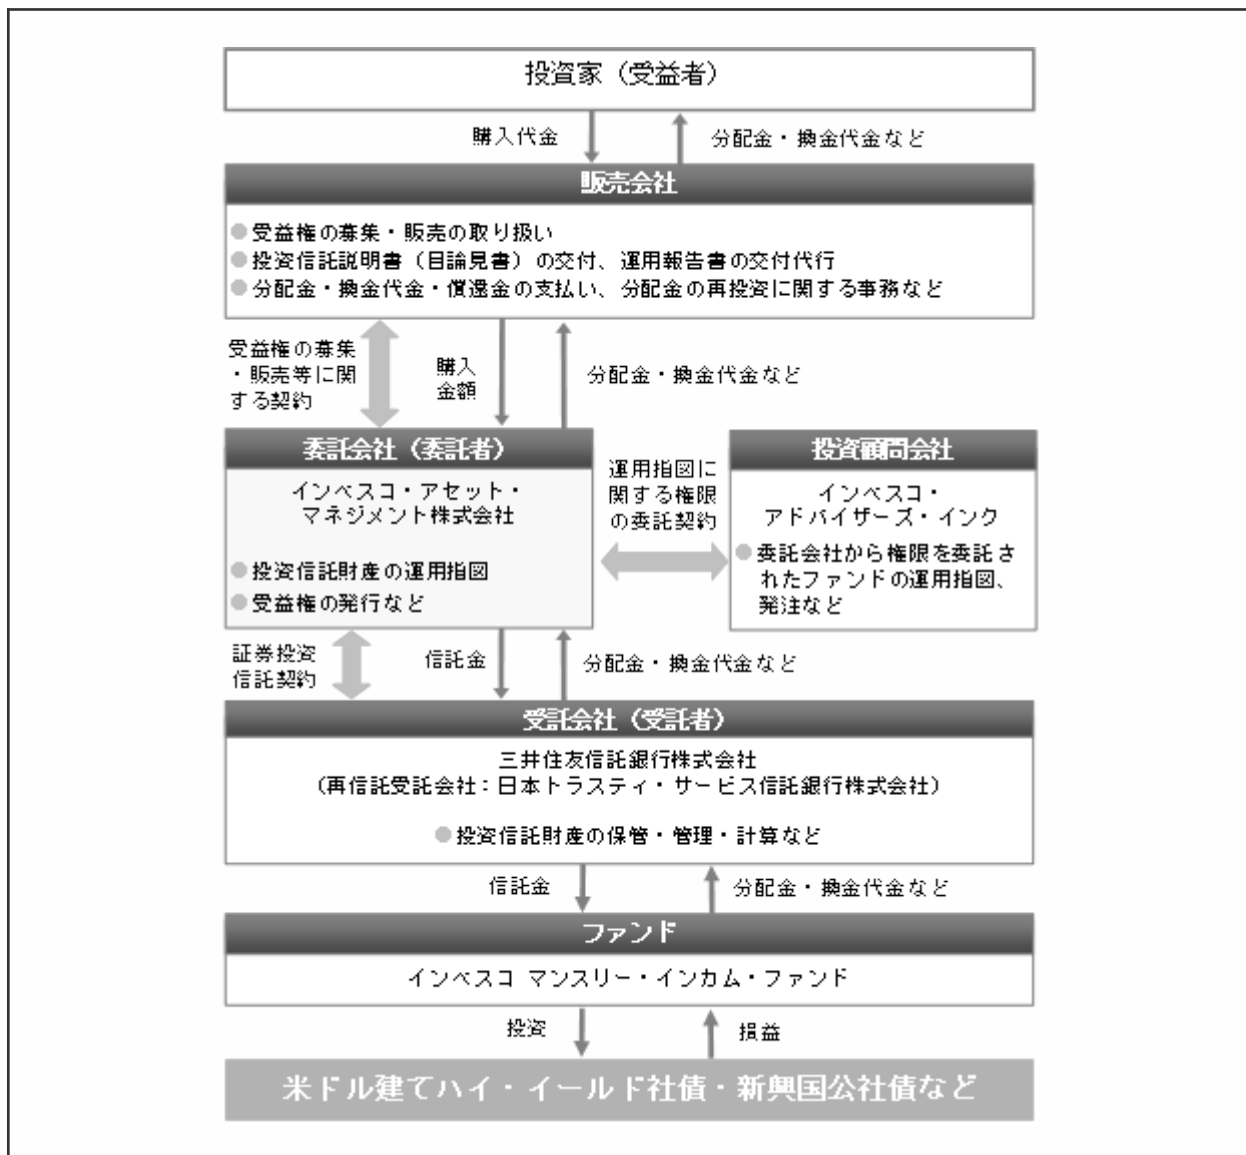 投資家（受益者）
購入代金
分配金・換金代金など
販売会社
●受益権の募集・販売の取り扱い
●投資信託説明書（目論見書）の交付、運用報告書の交付代行
●分配金・換金代金・償還金の支払い、分配金の再投資に関する事務など
受益権の募集
・販売等に関
する契約
購入
金額
分配金・換金代金など
委託会社（委託者）
インベスコ・アセット・
マネジメント株式会社
●投資信託財産の運用指図
●受益権の発行など
運用指図に
関する権限
の委託契約
投資顧問会社
インベスコ・
アドバイザーズ・インク
●委託会社から権限を委託さ
れたファンドの運用指図、
発注など
証券投資
信託契約
信託金
分配金・換金代金など
受託会社（受託者）
三井住友信託銀行株式会社
（再信託受託会社：日本トラスティ・サービス信託銀行株式会社）
●投資信託財産の保管・管理・計算など
信託金
分配金・換金代金など
ファンド
インベスコ マンスリー・インカム・ファンド
投資
損益
米ドル建てハイ・イールド社債・新興国公社債など